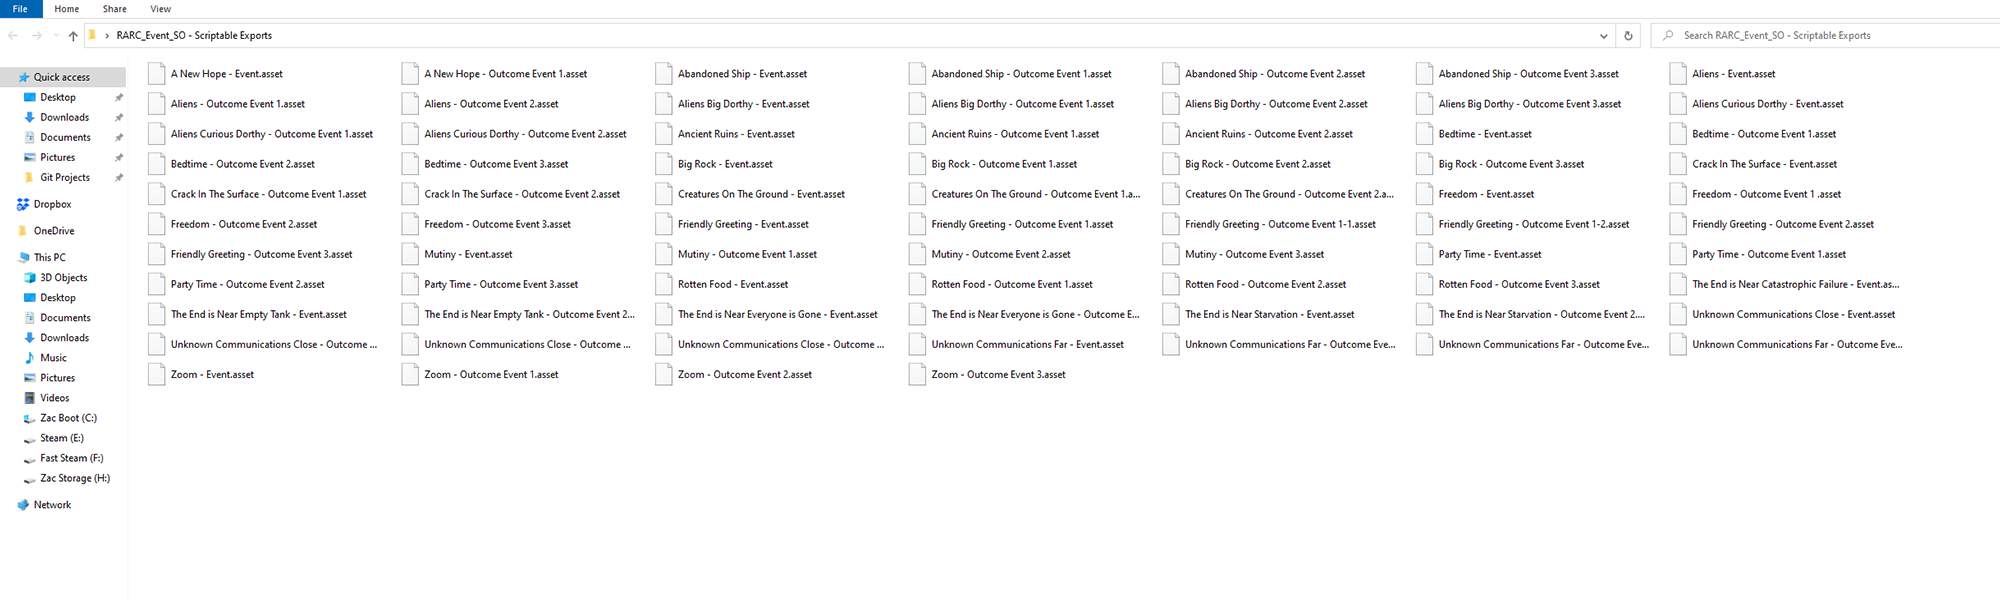 File Home Share View
RARC_Event_SO - Scriptable Exports
Search RARC_Event_SO - Scriptable Exports
Quick access
Desktop
Downloads
Documents
Pictures
Git Projects
Dropbox
OneDrive
This PC
3D Objects
Desktop
Documents
Downloads
Music
Pictures
Videos
Zac Boot (C:)
Steam (E:)
Fast Steam (F:)
Zac Storage (H:)
Network
A New Hope - Event.asset A New Hope - Outcome Event 1.asset Abandoned Ship - Event.asset Abandoned Ship - Outcome Event 1.asset Abandoned Ship - Outcome Event 2.asset Abandoned Ship - Outcome Event 3.asset Aliens - Event.asset
Aliens - Outcome Event 1.asset Aliens - Outcome Event 2.asset Aliens Big Dorthy - Event.asset Aliens Big Dorthy - Outcome Event 1.asset Aliens Big Dorthy - Outcome Event 2.asset Aliens Big Dorthy - Outcome Event 3.asset Aliens Curious Dorthy - Event.asset
Aliens Curious Dorthy - Outcome Event 1.asset Aliens Curious Dorthy - Outcome Event 2.asset Ancient Ruins - Event.asset Ancient Ruins - Outcome Event 1.asset Ancient Ruins - Outcome Event 2.asset Bedtime - Event.asset Bedtime - Outcome Event 1.asset
Bedtime - Outcome Event 2.asset Bedtime - Outcome Event 3.asset Big Rock - Event.asset Big Rock - Outcome Event 1.asset Big Rock - Outcome Event 2.asset Big Rock - Outcome Event 3.asset Crack In The Surface - Event.asset
Crack In The Surface - Outcome Event 1.asset Crack In The Surface - Outcome Event 2.asset Creatures On The Ground - Event.asset Creatures On The Ground - Outcome Event 1.a... Creatures On The Ground - Outcome Event 2.a... Freedom - Event.asset Freedom - Outcome Event 1 .asset
Freedom - Outcome Event 2.asset Freedom - Outcome Event 3.asset Friendly Greeting - Event.asset Friendly Greeting - Outcome Event 1.asset Friendly Greeting - Outcome Event 1-1.asset Friendly Greeting - Outcome Event 1-2.asset Friendly Greeting - Outcome Event 2.asset
Friendly Greeting - Outcome Event 3.asset Mutiny - Event.asset Mutiny - Outcome Event 1.asset Mutiny - Outcome Event 2.asset Mutiny - Outcome Event 3.asset Party Time - Event.asset Party Time - Outcome Event 1.asset
Party Time - Outcome Event 2.asset Party Time - Outcome Event 3.asset Rotten Food - Event.asset Rotten Food - Outcome Event 1.asset Rotten Food - Outcome Event 2.asset Rotten Food - Outcome Event 3.asset The End is Near Catastrophic Failure - Event.as...
The End is Near Empty Tank - Event.asset The End is Near Empty Tank - Outcome Event 2... The End is Near Everyone is Gone - Event.asset The End is Near Everyone is Gone - Outcome E... The End is Near Starvation - Event.asset The End is Near Starvation - Outcome Event 2.... Unknown Communications Close - Event.asset
Unknown Communications Close - Outcome ... Unknown Communications Close - Outcome ... Unknown Communications Close - Outcome ... Unknown Communications Far - Event.asset Unknown Communications Far - Outcome Eve... Unknown Communications Far - Outcome Eve... Unknown Communications Far - Outcome Eve...
Zoom - Event.asset Zoom - Outcome Event 1.asset Zoom - Outcome Event 2.asset Zoom - Outcome Event 3.asset